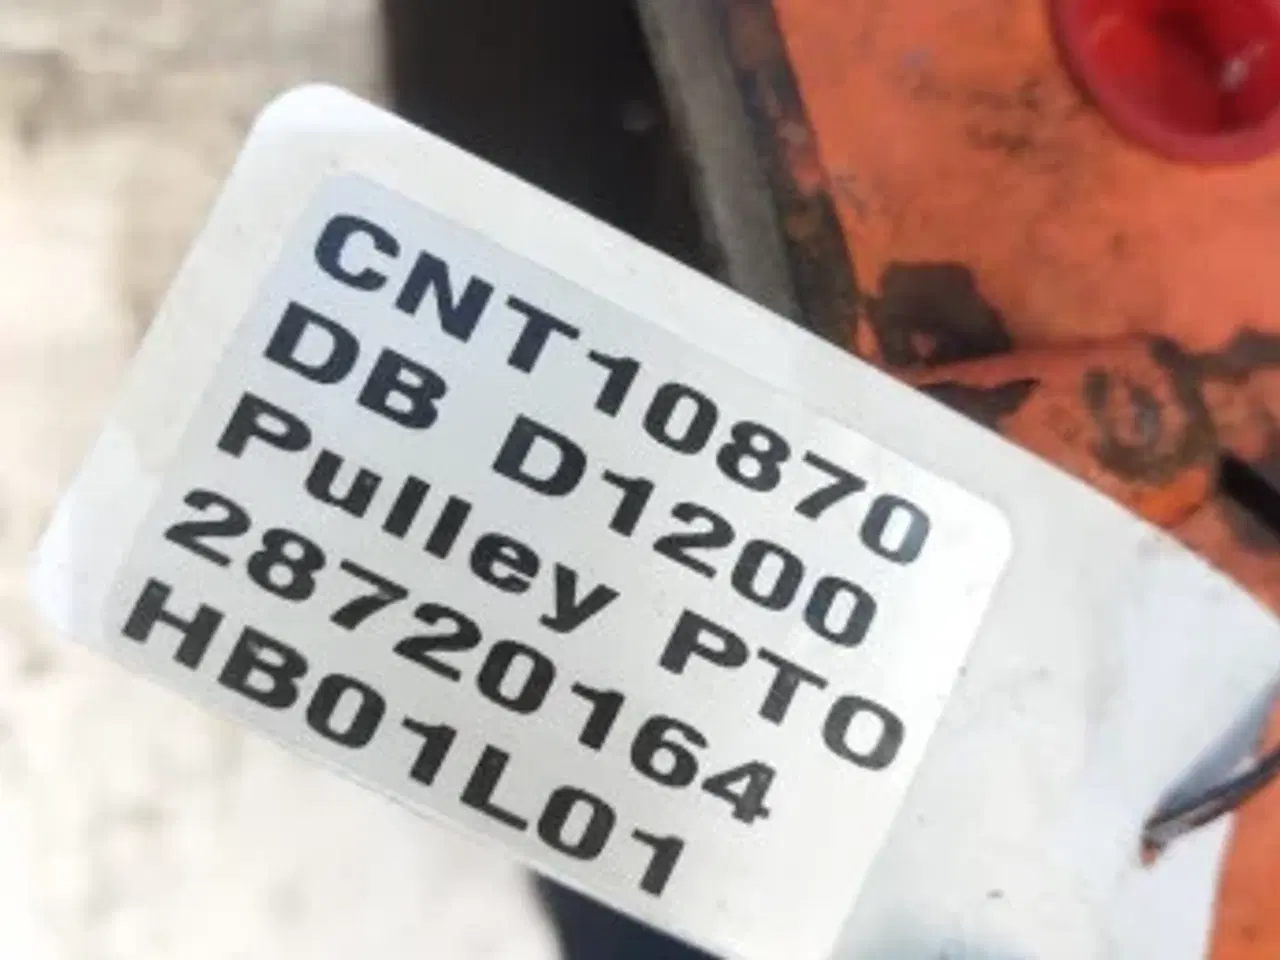 CNT10870
DB D1200
Pulley PTO
28720164
HB01L01